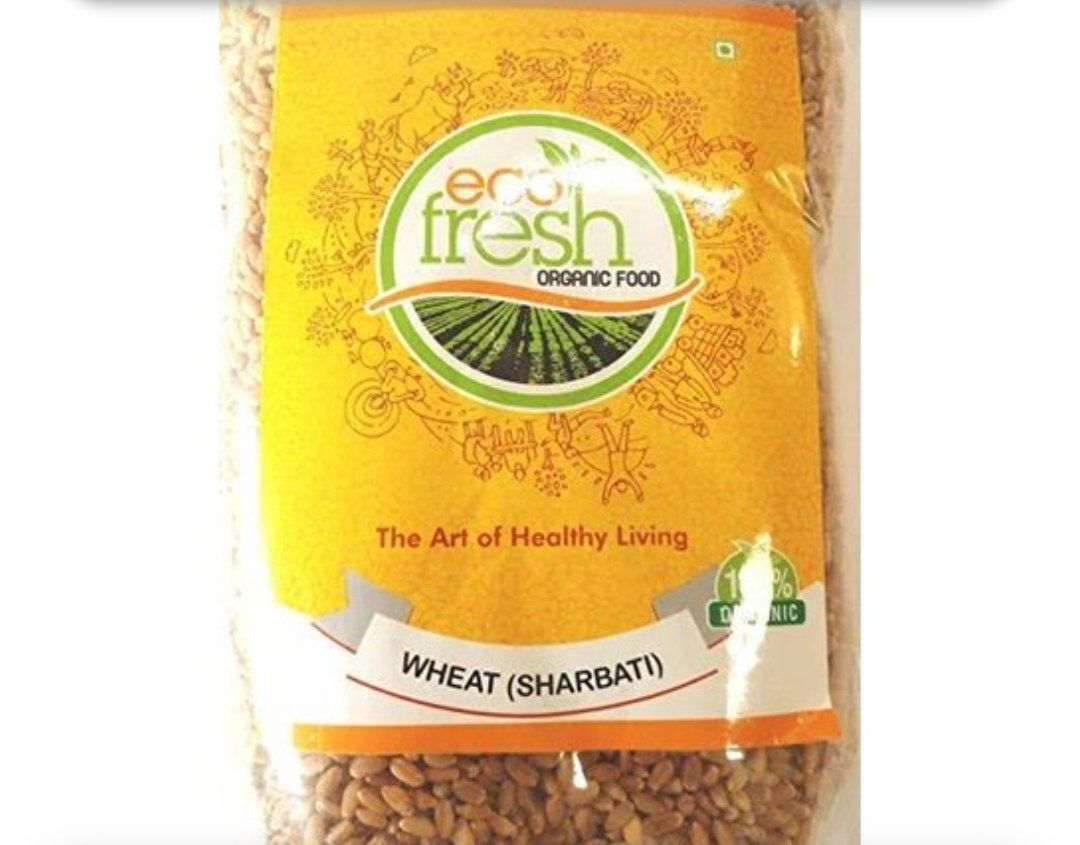 eco
fresh
ORGANIC FOOD
The Art of Healthy Living
WHEAT (SHARBATI)